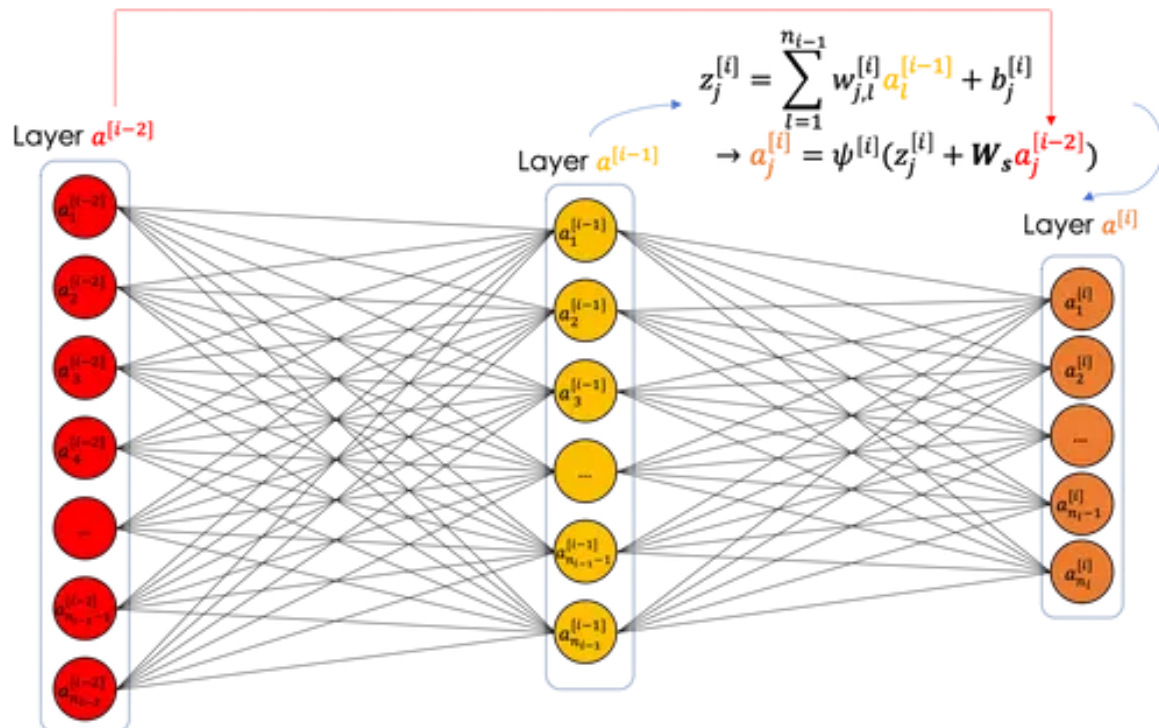 z_j^{[i]} = \sum_{l=1}^{n_{i-1}} w_{j,l}^{[i]} a_l^{[i-1]} + b_j^{[i]}
Layer a^{[i-2]}
Layer a^{[i-1]}
→ a_j^{[i]} = ψ^{[i]}(z_j^{[i]} + W_s a_j^{[i-2]})
Layer a^{[i]}
a_1^{[i-2]}
a_2^{[i-2]}
a_3^{[i-2]}
a_4^{[i-2]}
...
a_{n_{i-2}-1}^{[i-2]}
a_{n_{i-2}}^{[i-2]}
a_1^{[i-1]}
a_2^{[i-1]}
a_3^{[i-1]}
...
a_{n_{i-1}-1}^{[i-1]}
a_{n_{i-1}}^{[i-1]}
a_1^{[i]}
a_2^{[i]}
...
a_{n_i-1}^{[i]}
a_{n_i}^{[i]}